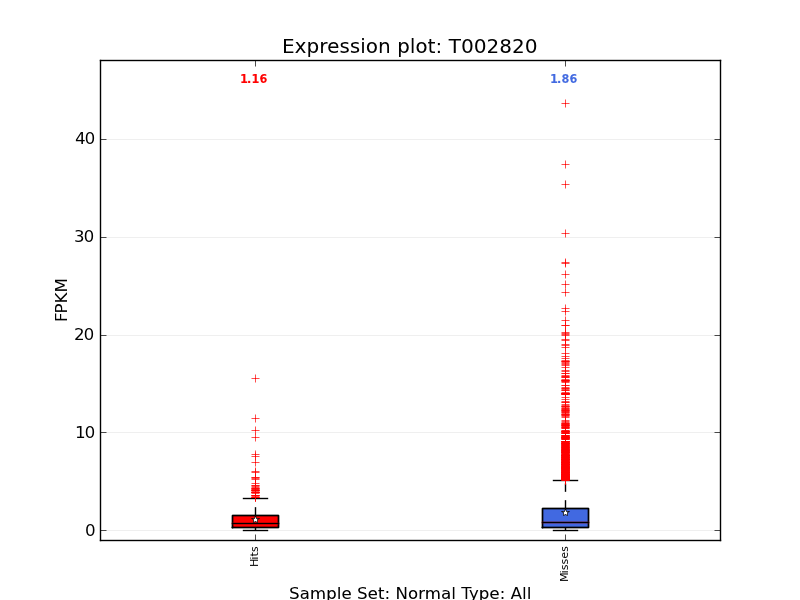 Expression plot: T002820
1.16
1.86
40
30
20
10
0
FPKM
Hits
Misses
Sample Set: Normal Type: All